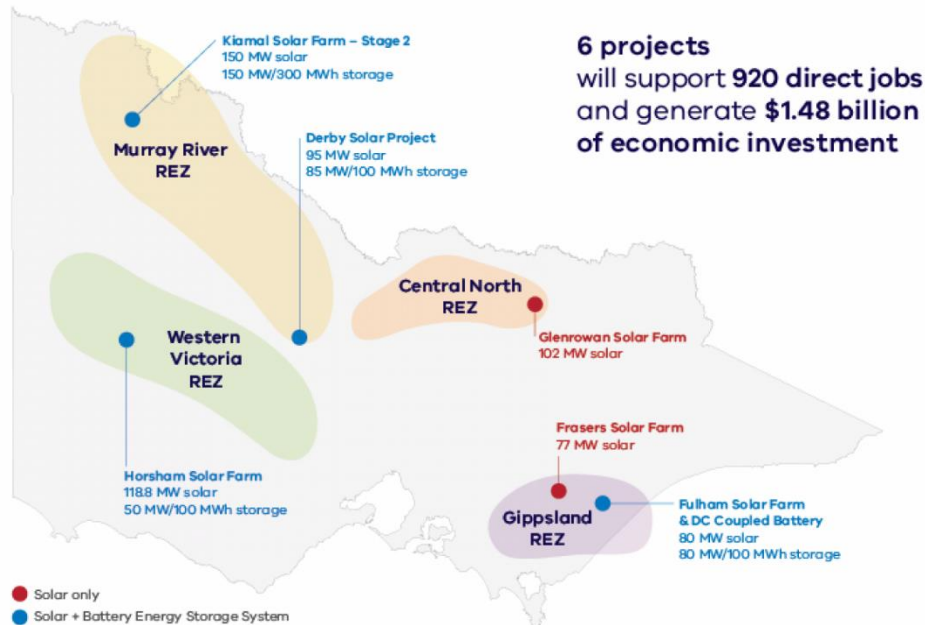 Kiamal Solar Farm – Stage 2
150 MW solar
150 MW/300 MWh storage
6 projects
will support 920 direct jobs
and generate $1.48 billion
of economic investment
Murray River
REZ
Derby Solar Project
95 MW solar
85 MW/100 MWh storage
Central North
REZ
Glenrowan Solar Farm
102 MW solar
Western
Victoria
REZ
Horsham Solar Farm
118.8 MW solar
50 MW/100 MWh storage
Frasers Solar Farm
77 MW solar
Gippsland
REZ
Fulham Solar Farm
& DC Coupled Battery
80 MW solar
80 MW/100 MWh storage
Solar only
Solar + Battery Energy Storage System